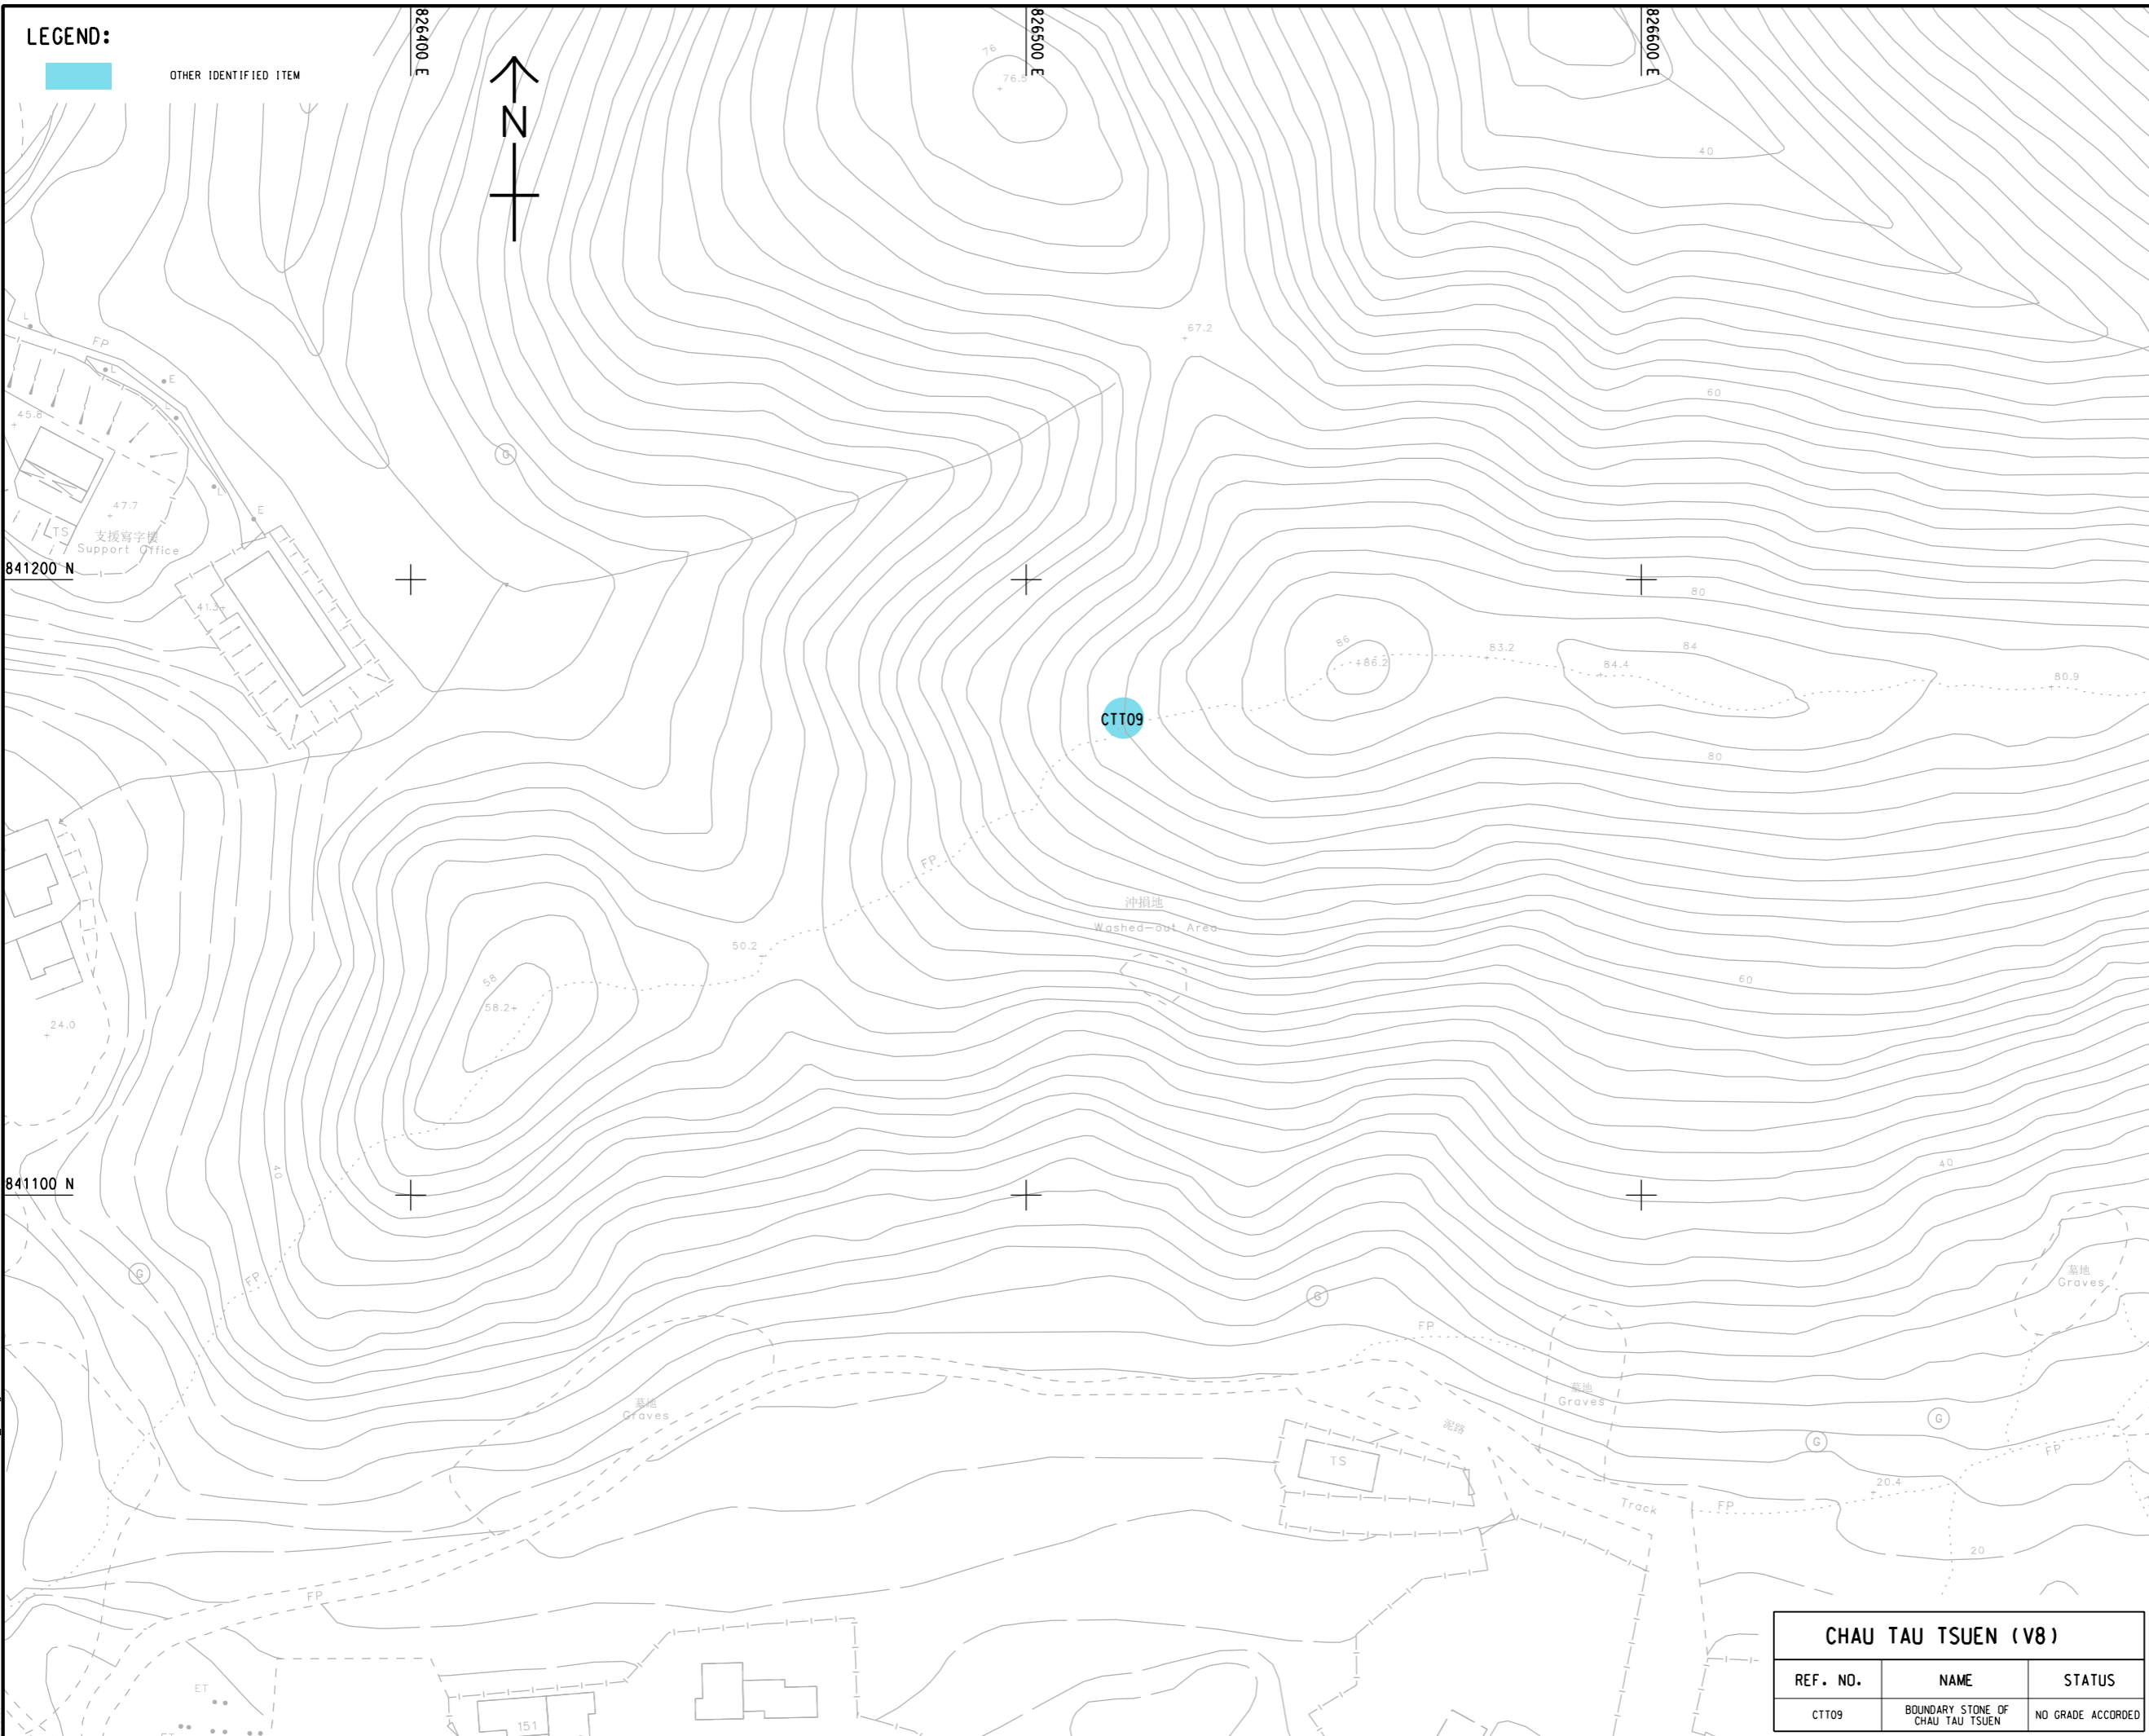 LEGEND:
OTHER IDENTIFIED ITEM
826400 E
826500 E
826600 E
N
76
76.5
40
67.2
L
FP
L
E
L
60
45.8
G
L
47.7
E
TS
支援寫字樓
Support Office
841200 N
41.3
80
86
86.2
83.2
84
84.4
80.9
CTT09
80
FP
沖損地
Washed-out Area
50.2
58
58.2
60
24.0
40
40
841100 N
FP
G
G
墓地
Graves
FP
墓地
Graves
墓地
Graves
泥路
G
G
FP
TS
20.4
Track
FP
20
FP
ET
151
CHAU TAU TSUEN (V8)
REF. NO.
NAME
STATUS
CTT09
BOUNDARY STONE OF
CHAU TAU TSUEN
NO GRADE ACCORDED